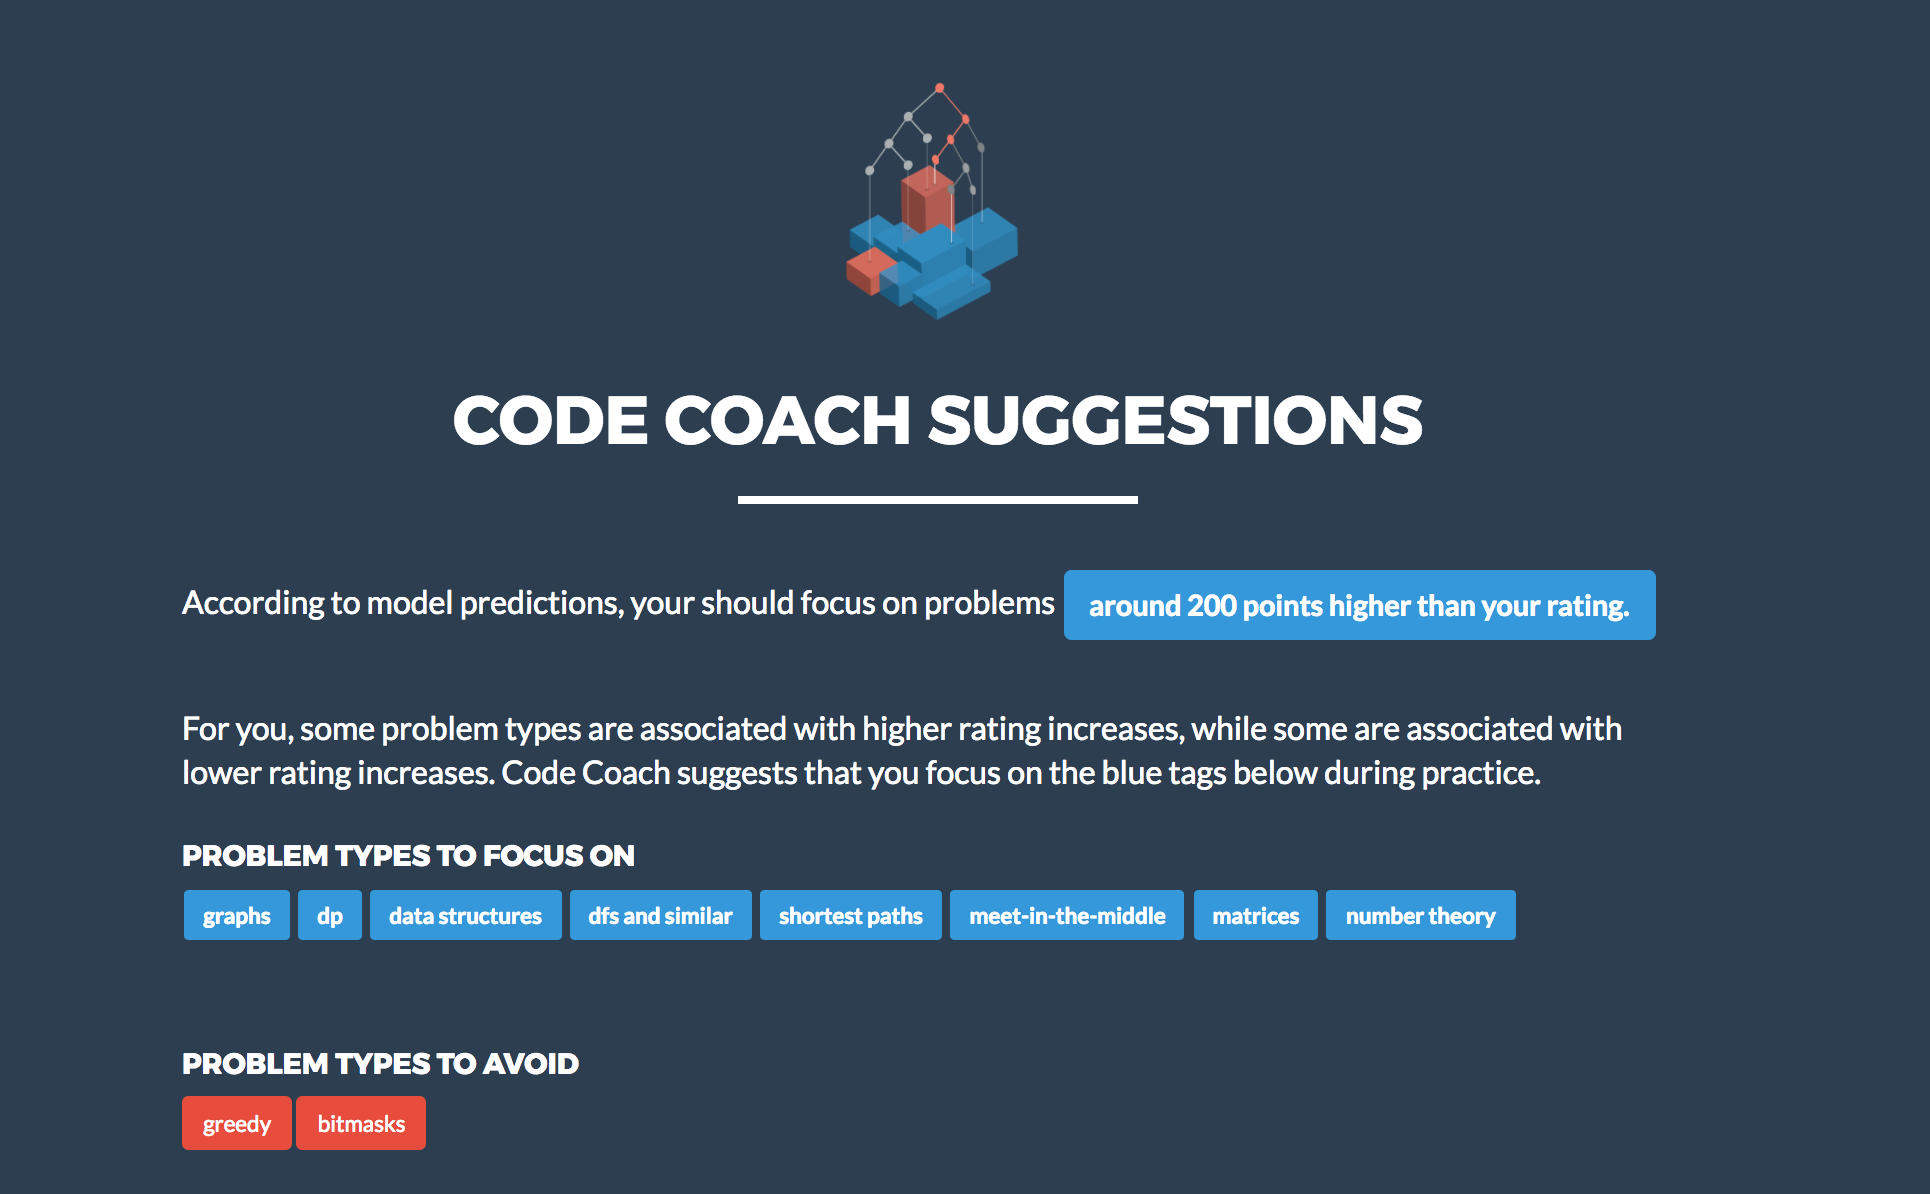 CODE COACH SUGGESTIONS
According to model predictions, your should focus on problems around 200 points higher than your rating.
For you, some problem types are associated with higher rating increases, while some are associated with
lower rating increases. Code Coach suggests that you focus on the blue tags below during practice.
PROBLEM TYPES TO FOCUS ON
graphs dp data structures dfs and similar shortest paths meet-in-the-middle matrices number theory
PROBLEM TYPES TO AVOID
greedy bitmasks